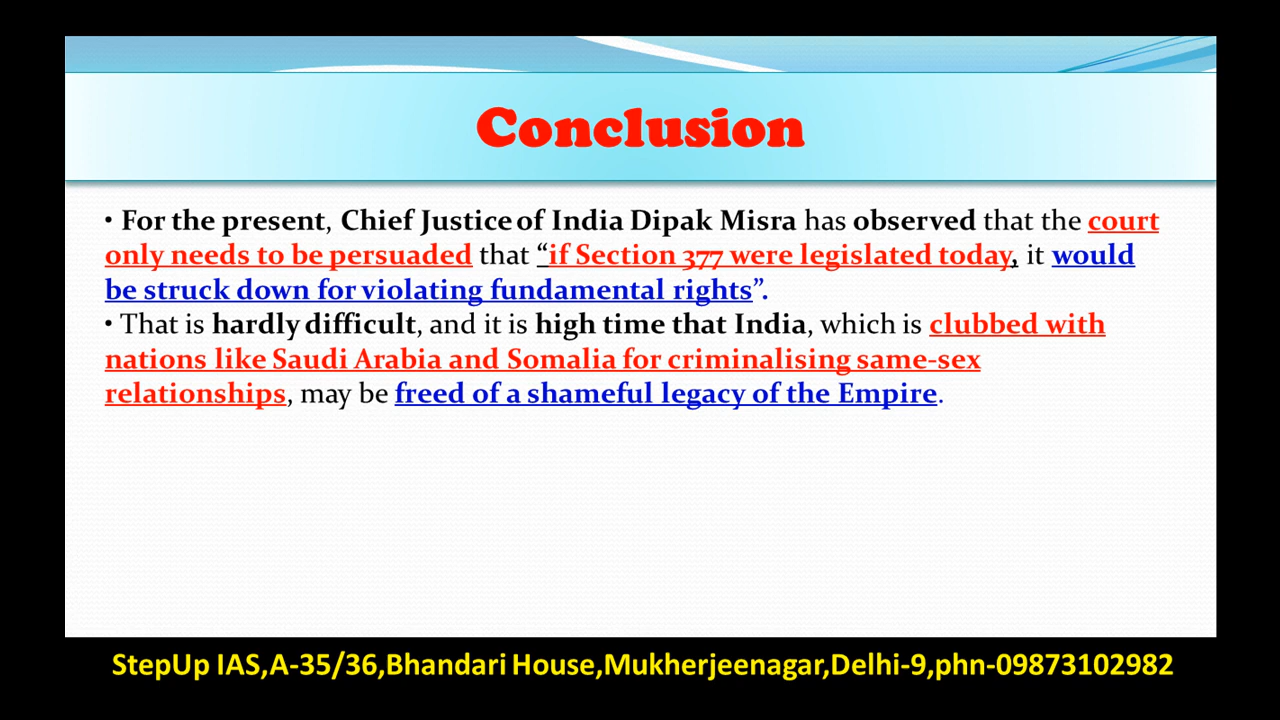 Conclusion
• For the present, Chief Justice of India Dipak Misra has observed that the court
only needs to be persuaded that “if Section 377 were legislated today, it would
be struck down for violating fundamental rights”.
• That is hardly difficult, and it is high time that India, which is clubbed with
nations like Saudi Arabia and Somalia for criminalising same-sex
relationships, may be freed of a shameful legacy of the Empire.
StepUp IAS,A-35/36,Bhandari House,Mukherjeenagar,Delhi-9,phn-09873102982